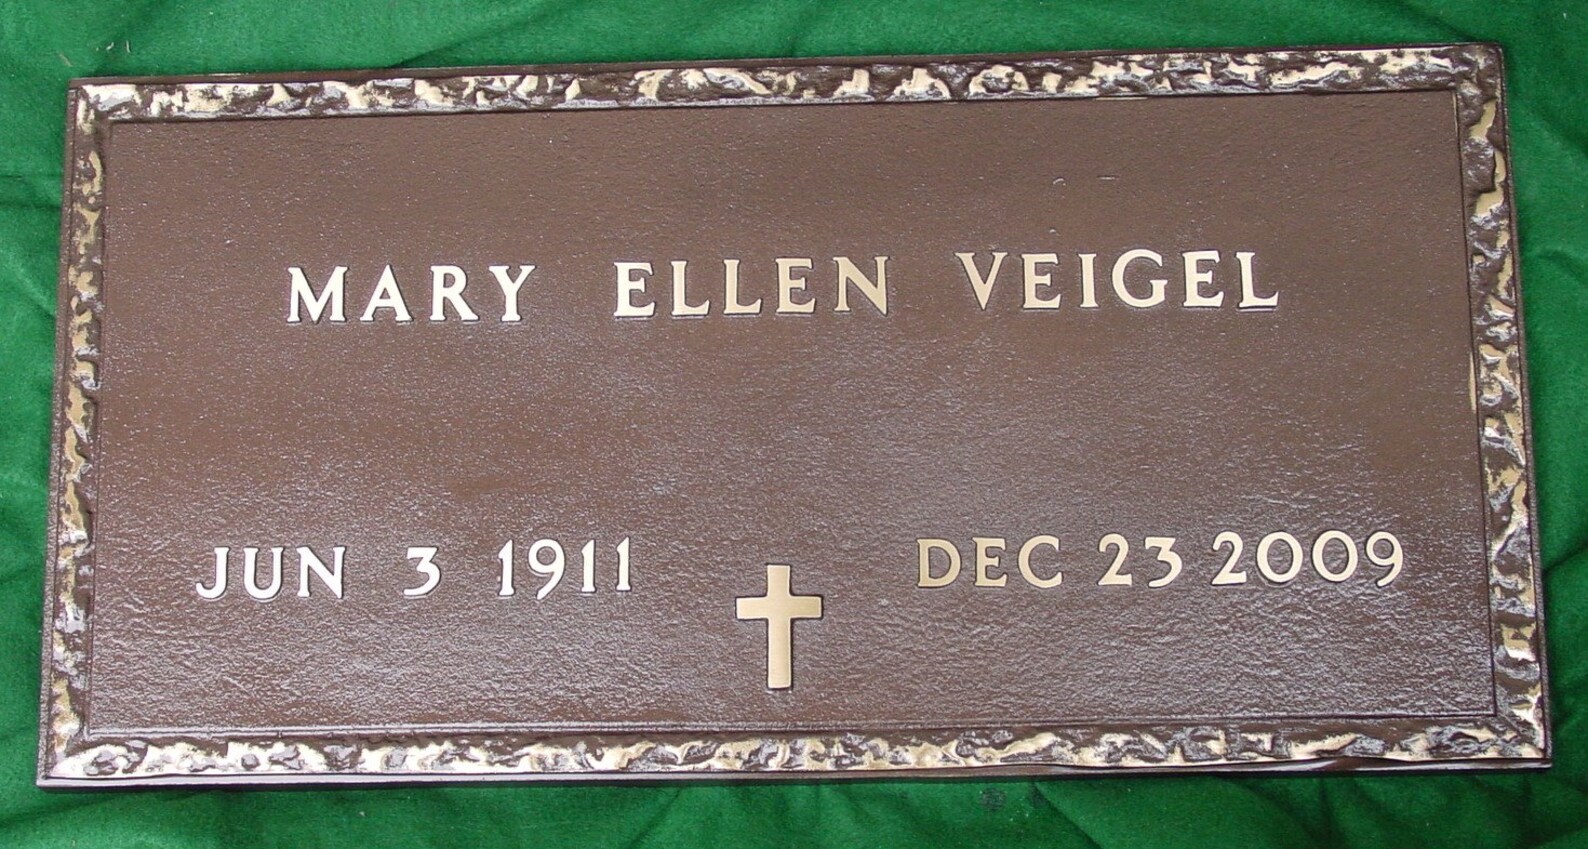 MARY ELLEN VEIGEL
JUN 3 1911 DEC 23 2009